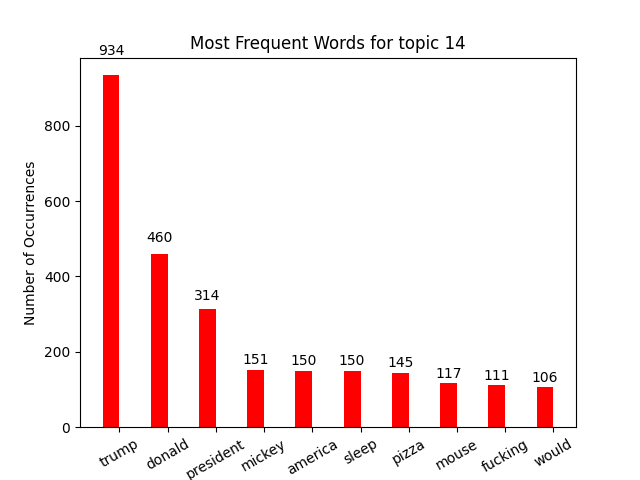 Most Frequent Words for topic 14
Number of Occurrences
800
600
400
200
0
934
460
314
151
150
150
145
117
111
106
trump
donald
president
mickey
america
sleep
pizza
mouse
fucking
would